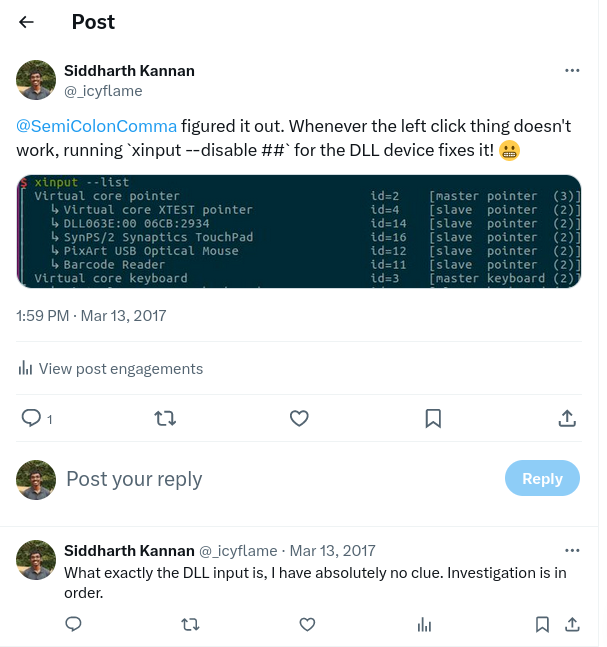 Post
Siddharth Kannan
@_icyflame
@SemiColonComma figured it out. Whenever the left click thing doesn't
work, running `xinput --disable ##` for the DLL device fixes it! 😬
$ xinput --list
Virtual core pointer id=2 [master pointer (3)]
↳ Virtual core XTEST pointer id=4 [slave pointer (2)]
↳ DLL063E:00 06CB:2934 id=14 [slave pointer (2)]
↳ SynPS/2 Synaptics TouchPad id=16 [slave pointer (2)]
↳ PixArt USB Optical Mouse id=12 [slave pointer (2)]
↳ Barcode Reader id=11 [slave pointer (2)]
Virtual core keyboard id=3 [master keyboard (2)]
1:59 PM · Mar 13, 2017
View post engagements
1
Post your reply
Reply
Siddharth Kannan @_icyflame · Mar 13, 2017
What exactly the DLL input is, I have absolutely no clue. Investigation is in
order.